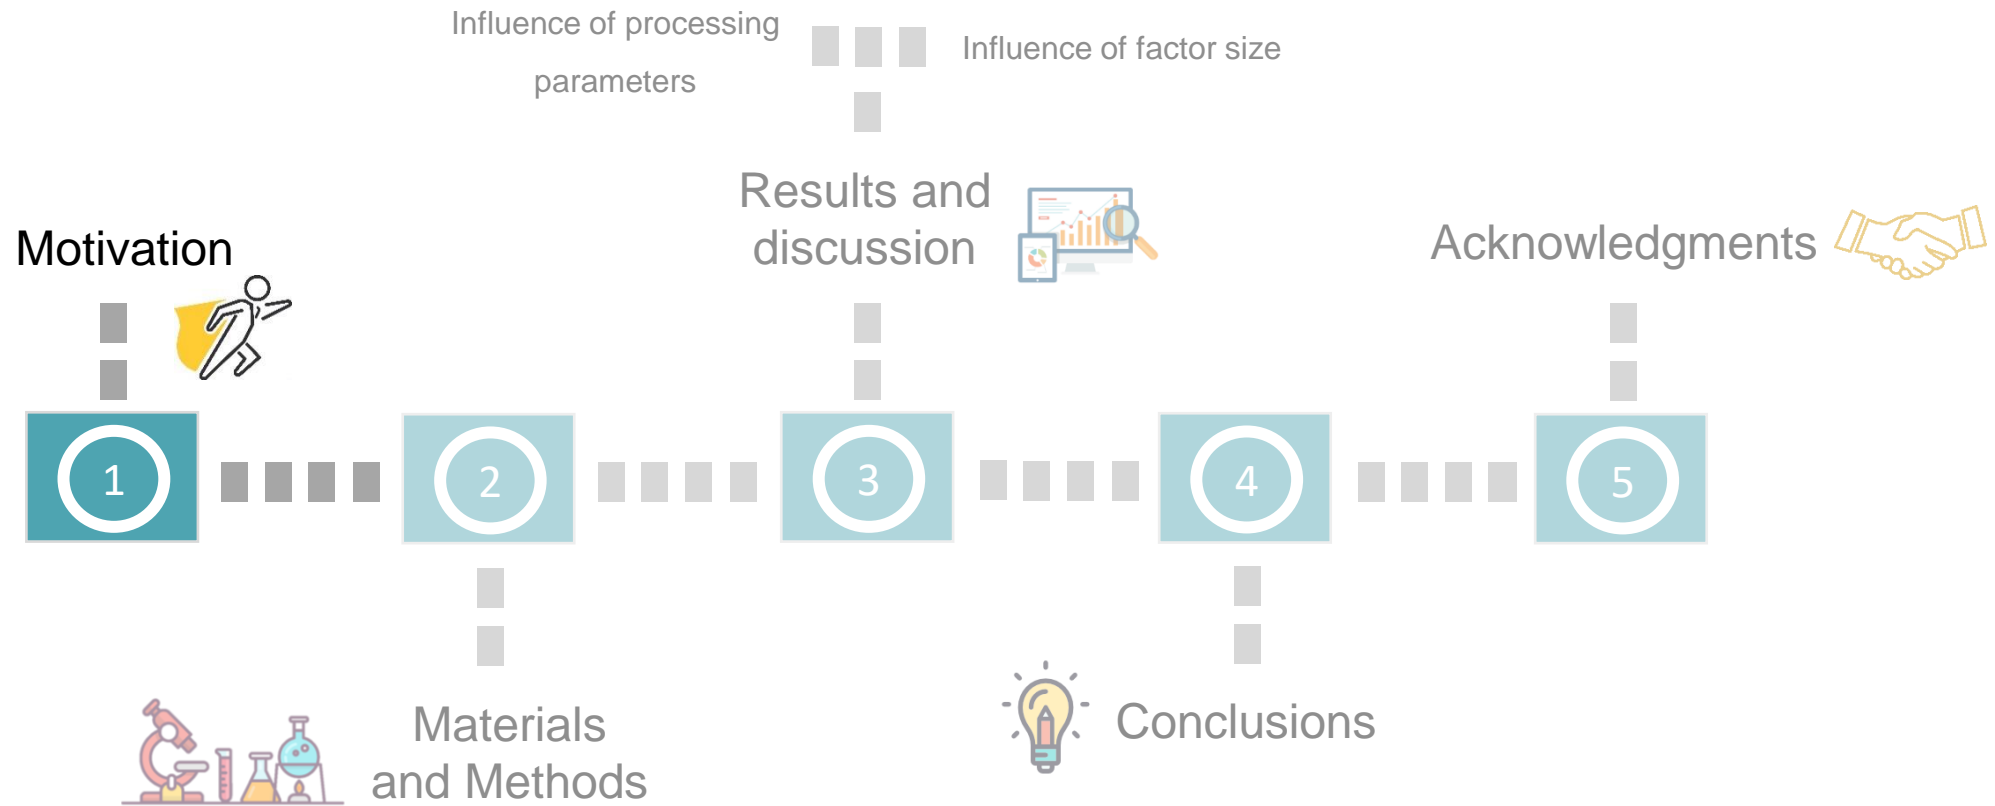 Influence of processing
parameters
Influence of factor size
Results and
discussion
Motivation
Acknowledgments
1
2
3
4
5
Materials
and Methods
Conclusions